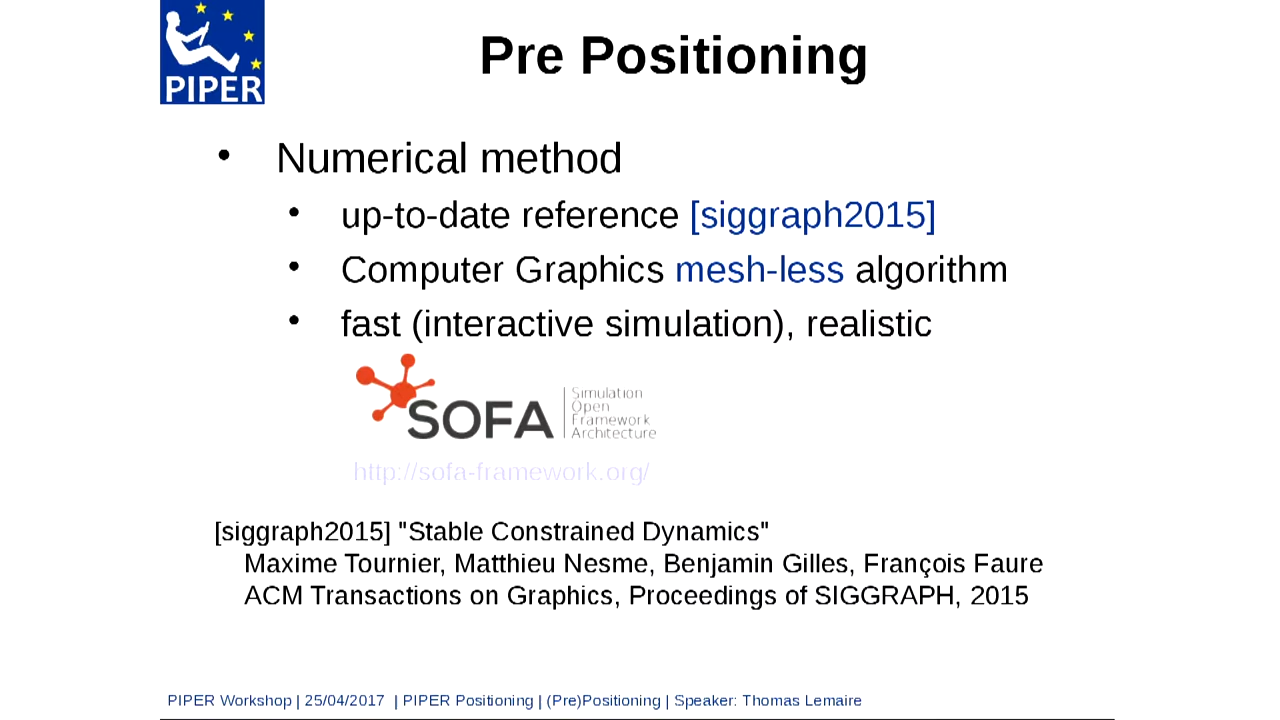 PIPER
Pre Positioning
• Numerical method
• up-to-date reference [siggraph2015]
• Computer Graphics mesh-less algorithm
• fast (interactive simulation), realistic
SOFA
Simulation
Open
Framework
Architecture
http://sofa-framework.org/
[siggraph2015] "Stable Constrained Dynamics"
Maxime Tournier, Matthieu Nesme, Benjamin Gilles, François Faure
ACM Transactions on Graphics, Proceedings of SIGGRAPH, 2015
PIPER Workshop | 25/04/2017 | PIPER Positioning | (Pre)Positioning | Speaker: Thomas Lemaire